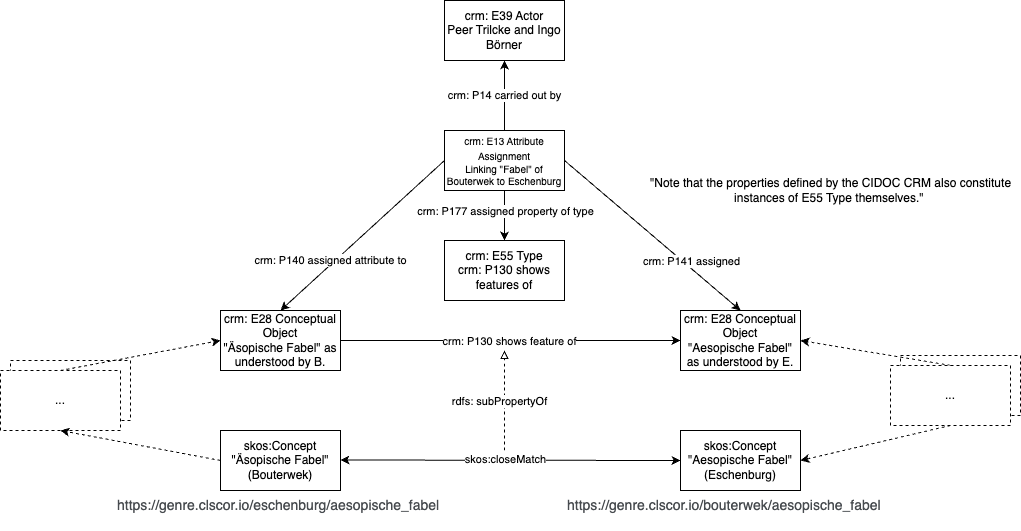 crm: E39 Actor
Peer Trilcke and Ingo
Börner
crm: P14 carried out by
crm: E13 Attribute
Assignment
Linking "Fabel" of
Bouterwek to Eschenburg
"Note that the properties defined by the CIDOC CRM also constitute
instances of E55 Type themselves."
crm: P177 assigned property of type
crm: E55 Type
crm: P130 shows
features of
crm: P140 assigned attribute to
crm: P141 assigned
crm: E28 Conceptual
Object
"Äsopische Fabel" as
understood by B.
crm: P130 shows feature of
crm: E28 Conceptual
Object
"Aesopische Fabel"
as understood by E.
...
rdfs: subPropertyOf
...
skos:Concept
"Äsopische Fabel"
(Bouterwek)
skos:closeMatch
skos:Concept
"Aesopische Fabel"
(Eschenburg)
https://genre.clscor.io/eschenburg/aesopische_fabel
https://genre.clscor.io/bouterwek/aesopische_fabel